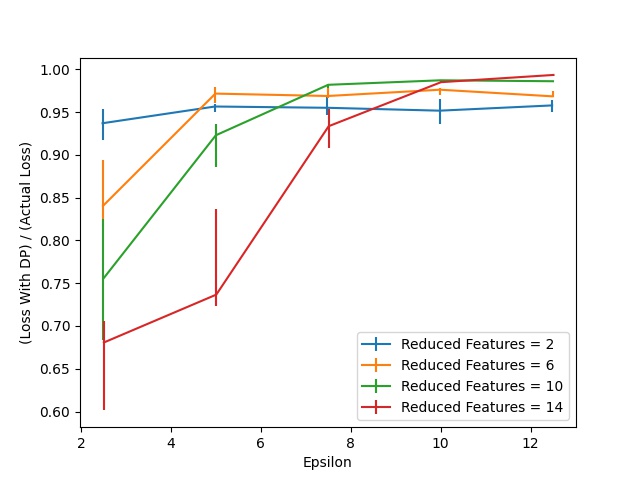 (Loss With DP) / (Actual Loss)
1.00
0.95
0.90
0.85
0.80
0.75
0.70
0.65
0.60
Reduced Features = 2
Reduced Features = 6
Reduced Features = 10
Reduced Features = 14
2 4 6 8 10 12
Epsilon